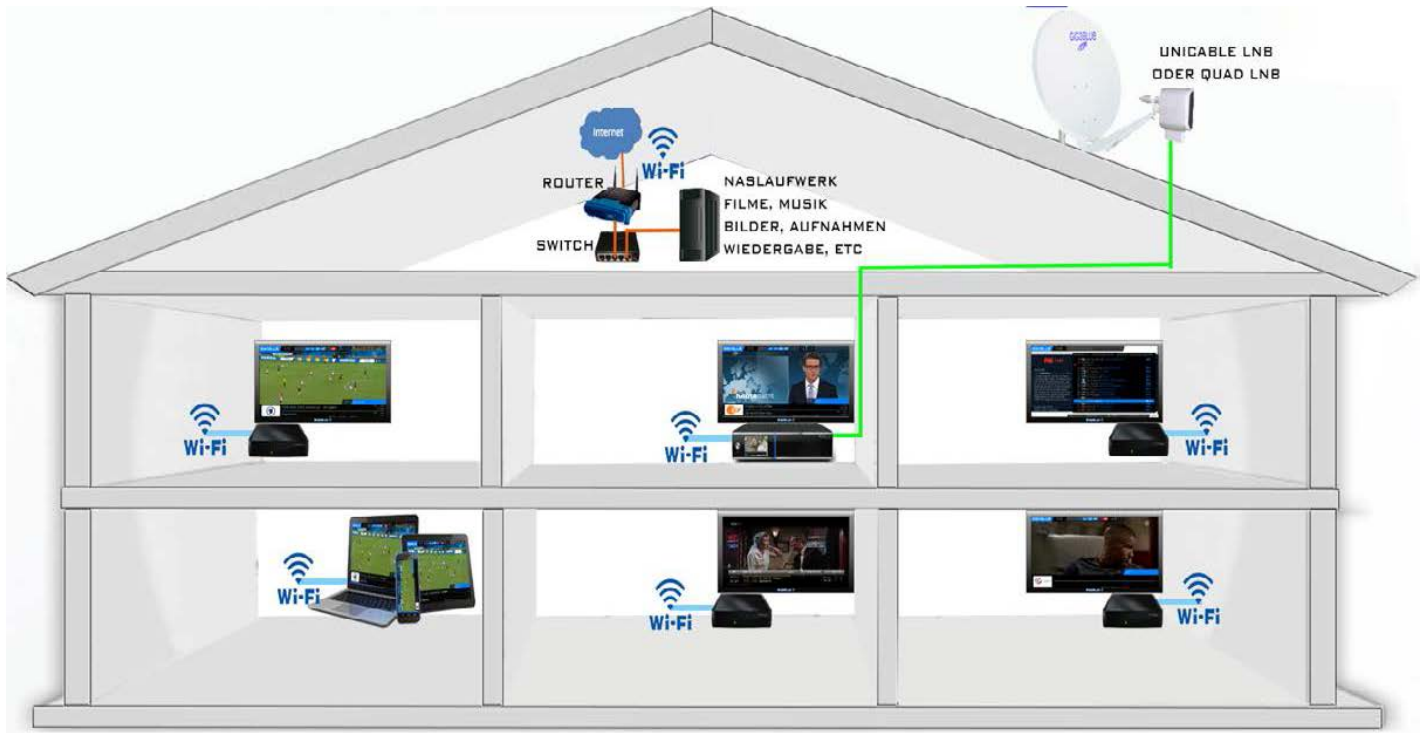 GIGABLUE
UNICABLE LNB
ODER QUAD LNB
Internet
Wi-Fi
ROUTER
NASLAUFWERK
FILME, MUSIK
BILDER, AUFNAHMEN
SWITCH
WIEDERGABE, ETC
Wi-Fi
Wi-Fi
Wi-Fi
Wi-Fi
Wi-Fi
Wi-Fi